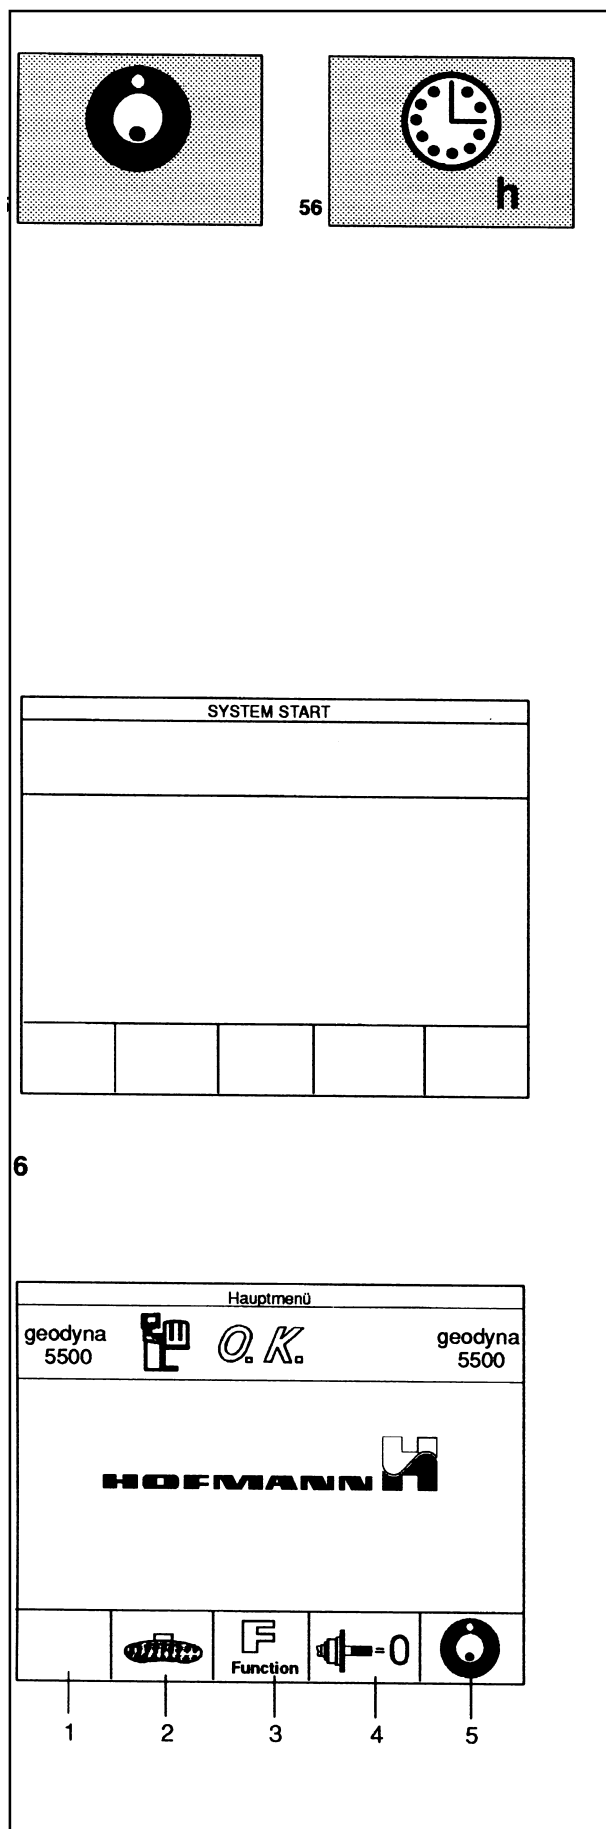 56
h
SYSTEM START
6
Hauptmenü
geodyna
5500
O. K.
geodyna
5500
HOFMANN
F
Function
= 0
1 2 3 4 5